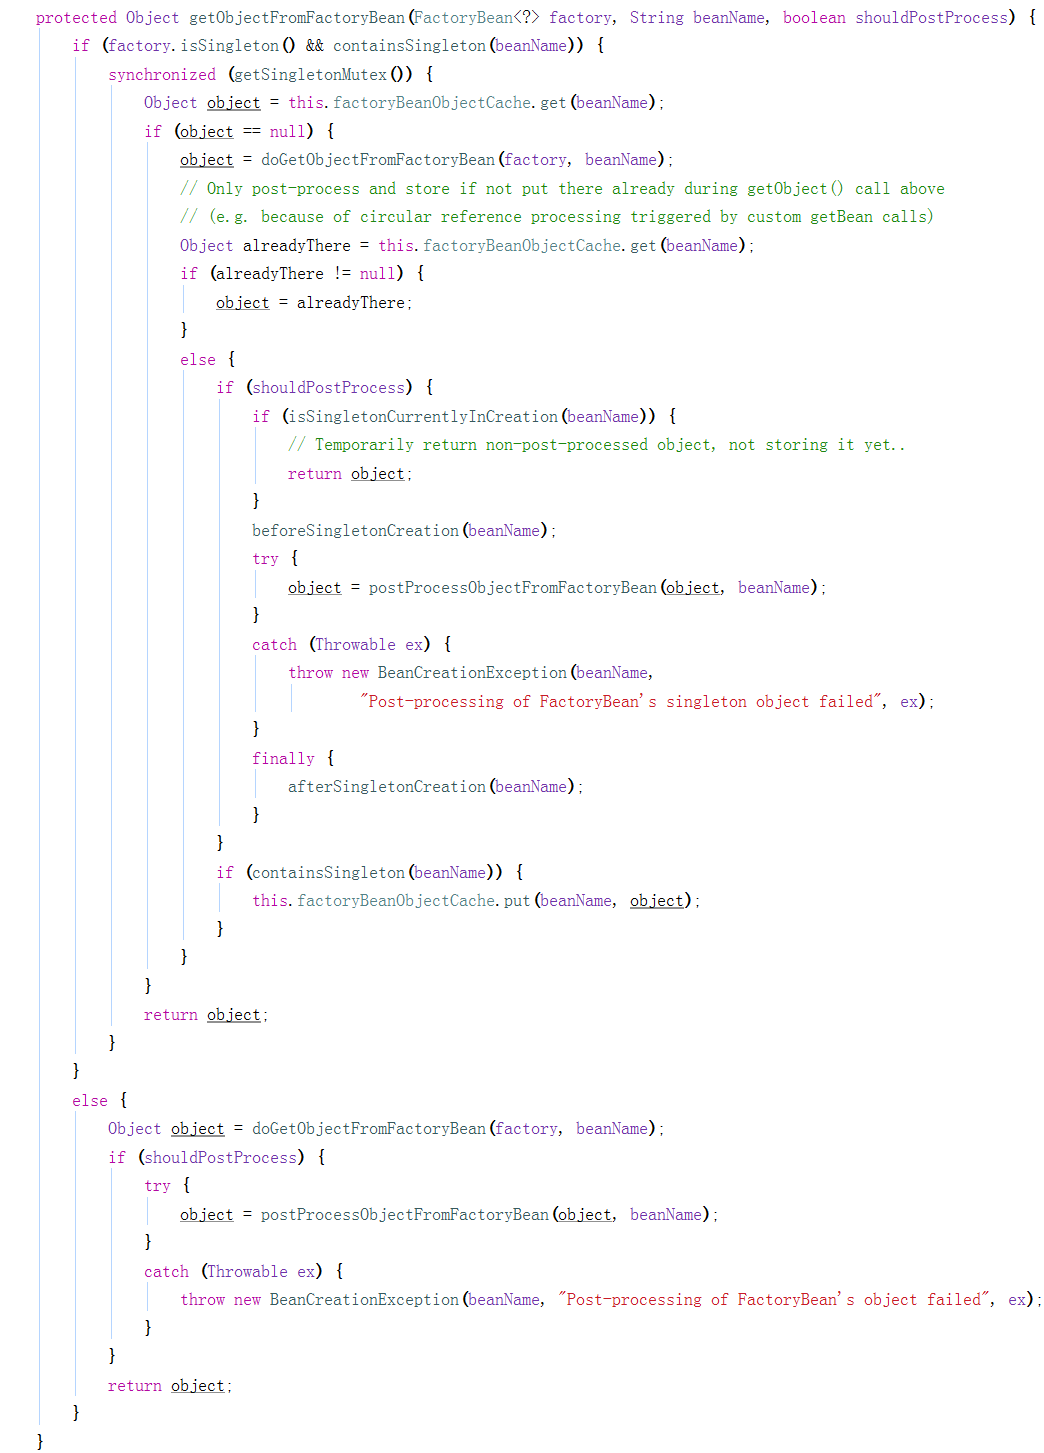 protected Object getObjectFromFactoryBean(FactoryBean<?> factory, String beanName, boolean shouldPostProcess) {
    if (factory.isSingleton() && containsSingleton(beanName)) {
        synchronized (getSingletonMutex()) {
            Object object = this.factoryBeanObjectCache.get(beanName);
            if (object == null) {
                object = doGetObjectFromFactoryBean(factory, beanName);
                // Only post-process and store if not put there already during getObject() call above
                // (e.g. because of circular reference processing triggered by custom getBean calls)
                Object alreadyThere = this.factoryBeanObjectCache.get(beanName);
                if (alreadyThere != null) {
                    object = alreadyThere;
                }
                else {
                    if (shouldPostProcess) {
                        if (isSingletonCurrentlyInCreation(beanName)) {
                            // Temporarily return non-post-processed object, not storing it yet..
                            return object;
                        }
                        beforeSingletonCreation(beanName);
                        try {
                            object = postProcessObjectFromFactoryBean(object, beanName);
                        }
                        catch (Throwable ex) {
                            throw new BeanCreationException(beanName,
                                    "Post-processing of FactoryBean's singleton object failed", ex);
                        }
                        finally {
                            afterSingletonCreation(beanName);
                        }
                    }
                    if (containsSingleton(beanName)) {
                        this.factoryBeanObjectCache.put(beanName, object);
                    }
                }
            }
            return object;
        }
    }
    else {
        Object object = doGetObjectFromFactoryBean(factory, beanName);
        if (shouldPostProcess) {
            try {
                object = postProcessObjectFromFactoryBean(object, beanName);
            }
            catch (Throwable ex) {
                throw new BeanCreationException(beanName, "Post-processing of FactoryBean's object failed", ex);
            }
        }
        return object;
    }
}